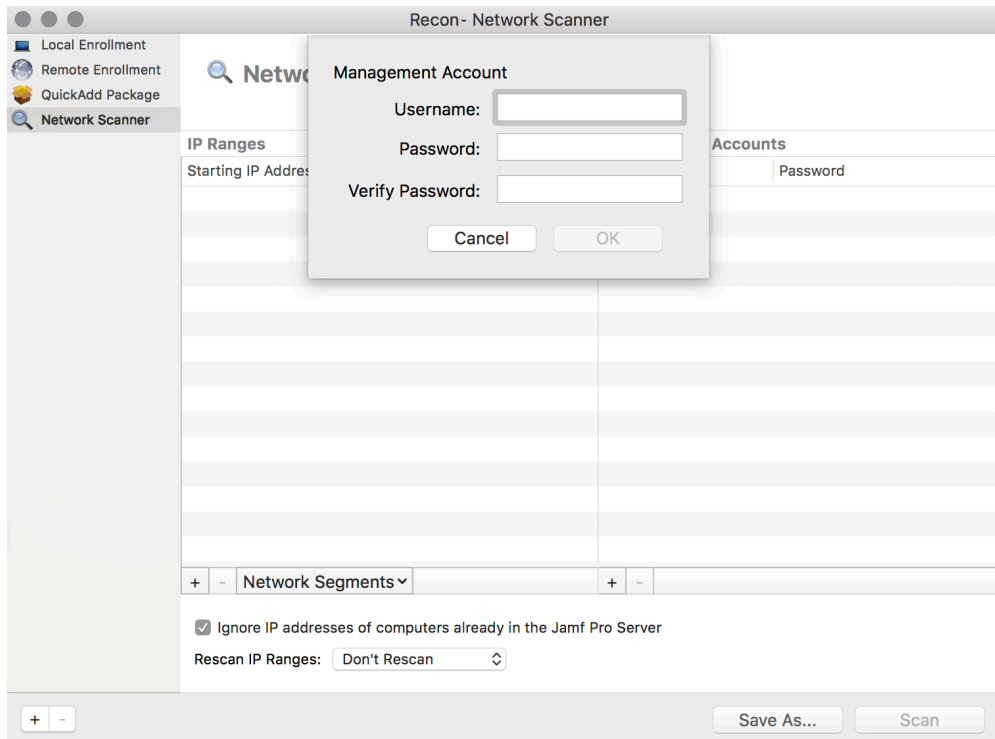 Recon- Network Scanner
Local Enrollment
Remote Enrollment
QuickAdd Package
Network Scanner
Management Account
Username:
Password:
Verify Password:
Cancel
OK
IP Ranges
Starting IP
Accounts
Password
+
-
Network Segments
+
-
Ignore IP addresses of computers already in the Jamf Pro Server
Rescan IP Ranges:
Don't Rescan
+
-
Save As...
Scan